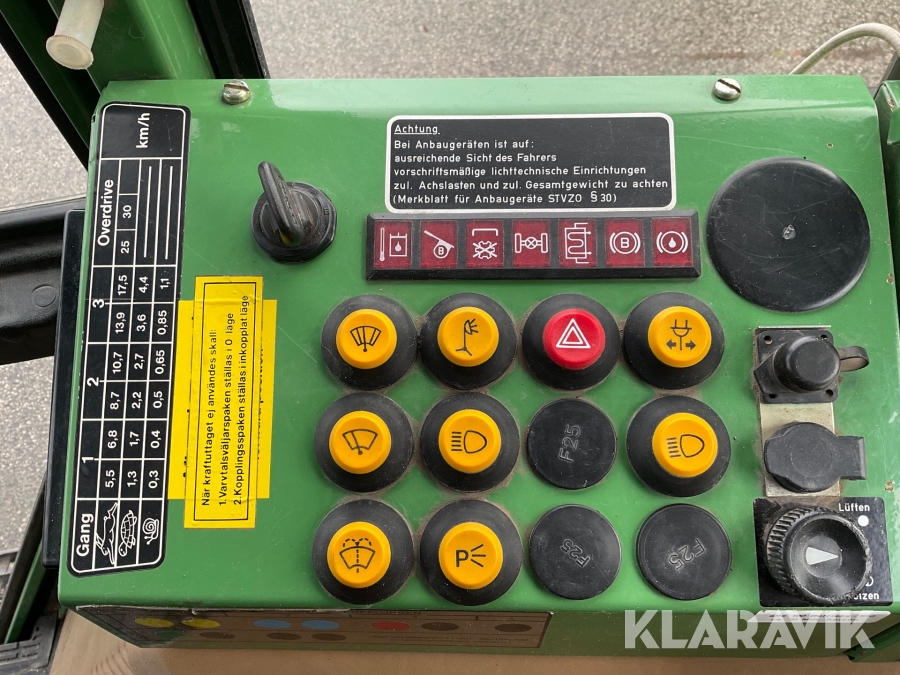 km/h
Overdrive
25 30
3
13,9 17,5
3,6 4,4
0,85 1,1
2
8,7 10,7
2,2 2,7
0,5 0,65
1
5,5 6,8
1,3 1,7
0,3 0,4
Gang
Achtung
Bei Anbaugeräten ist auf:
ausreichende Sicht des Fahrers
vorschriftsmäßige lichttechnische Einrichtungen
zul. Achslasten und zul. Gesamtgewicht zu achten
(Merkblatt für Anbaugeräte STVZO §30)
När kraftuttaget ej användes skall:
1.Varvtalsväljarspaken ställas i O läge
2.Kopplingsspaken ställas i inkopplat läge
B
B
F25
P
F25
F25
Lüften
KLARAVIK